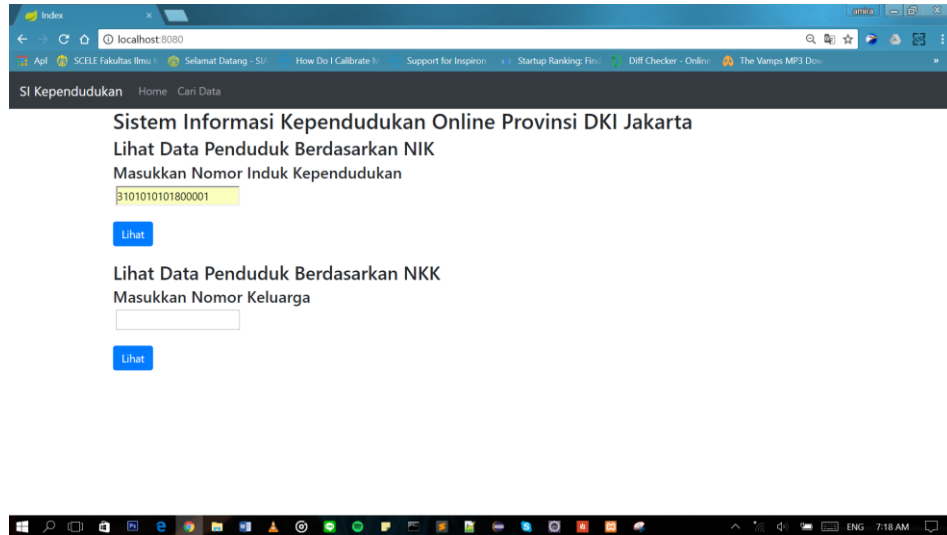 Index
amira
localhost:8080
Apl SCELE Fakultas Ilmu Selamat Datang - SIA How Do I Calibrate M Support for Inspiron Startup Ranking: Find Diff Checker - Online The Vamps MP3 Dow »
SI Kependudukan Home Cari Data
Sistem Informasi Kependudukan Online Provinsi DKI Jakarta
Lihat Data Penduduk Berdasarkan NIK
Masukkan Nomor Induk Kependudukan
3101010101800001
Lihat
Lihat Data Penduduk Berdasarkan NKK
Masukkan Nomor Keluarga
Lihat
ENG 7:18 AM